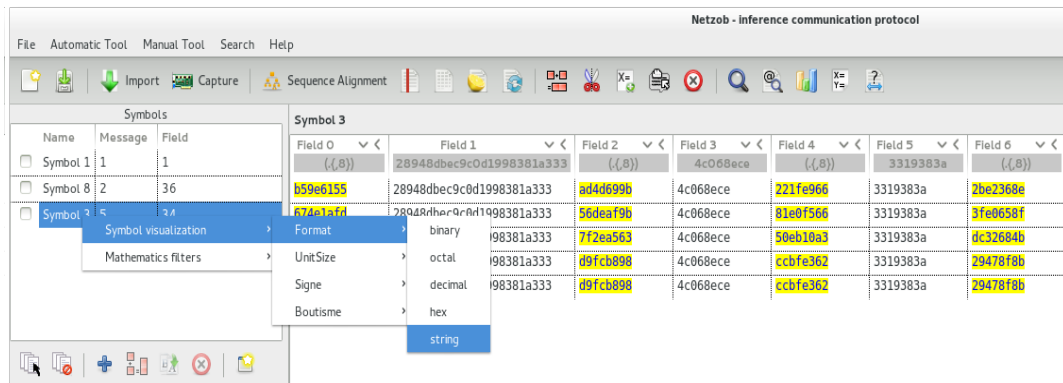 Netzob - inference communication protocol
File Automatic Tool Manual Tool Search Help
Import Capture Sequence Alignment
Symbols
Name Message Field
Symbol 1 1 1
Symbol 8 2 36
Symbol 3 5 34
Symbol visualization
Mathematics filters
Format
UnitSize
Signe
Boutisme
binary
octal
decimal
hex
string
Symbol 3
Field 0 Field 1 Field 2 Field 3 Field 4 Field 5 Field 6
(.{,8}) 28948dbec9c0d1998381a333 (.{,8}) 4c068ece (.{,8}) 3319383a (.{,8})
b59e6155 28948dbec9c0d1998381a333 ad4d699b 4c068ece 221fe966 3319383a 2be2368e
674e1afd 28948dbec9c0d1998381a333 56deaf9b 4c068ece 81e0f566 3319383a 3fe0658f
98381a333 7f2ea563 4c068ece 50eb10a3 3319383a dc32684b
98381a333 d9fcb898 4c068ece ccbfe362 3319383a 29478f8b
98381a333 d9fcb898 4c068ece ccbfe362 3319383a 29478f8b